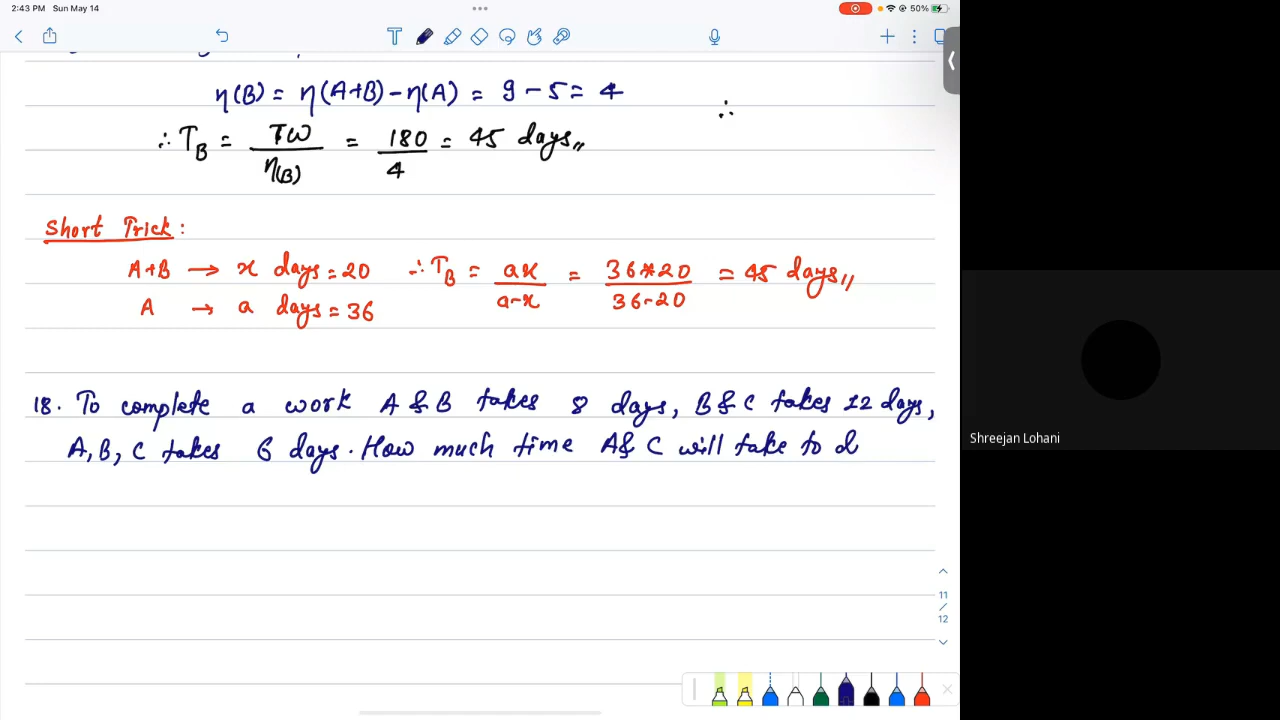 2:43 PM Sun May 14
50%
η(B) = η(A+B) - η(A) = 9 - 5 = 4
∴
∴ T_B = TW / η(B) = 180 / 4 = 45 days,,
Short Trick :
A+B → x days = 20 ∴ T_B = ax / a-x = 36*20 / 36-20 = 45 days,,
A → a days = 36
18. To complete a work A & B takes 8 days, B & C takes 12 days,
A, B, C takes 6 days. How much time A & C will take to d
Shreejan Lohani
11
/
12